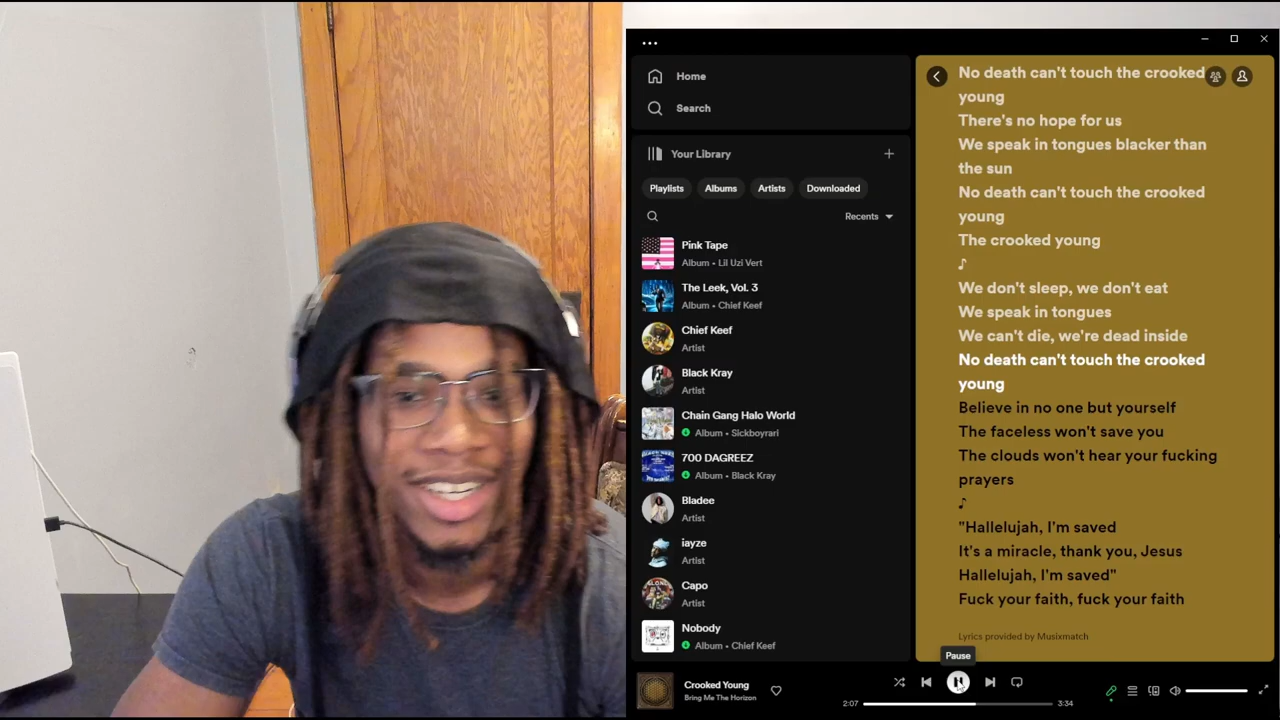 Home
Search
Your Library
Playlists
Albums
Artists
Downloaded
Recents
Pink Tape
Album • Lil Uzi Vert
The Leek, Vol. 3
Album • Chief Keef
Chief Keef
Artist
Black Kray
Artist
Chain Gang Halo World
Album • Sickboyrari
700 DAGREEZ
Album • Black Kray
Bladee
Artist
iayze
Artist
Capo
Artist
Nobody
Album • Chief Keef
No death can't touch the crooked
young
There's no hope for us
We speak in tongues blacker than
the sun
No death can't touch the crooked
young
The crooked young
♪
We don't sleep, we don't eat
We speak in tongues
We can't die, we're dead inside
No death can't touch the crooked
young
Believe in no one but yourself
The faceless won't save you
The clouds won't hear your fucking
prayers
♪
"Hallelujah, I'm saved
It's a miracle, thank you, Jesus
Hallelujah, I'm saved"
Fuck your faith, fuck your faith
Lyrics provided by Musixmatch
Pause
Crooked Young
Bring Me The Horizon
2:07
3:34